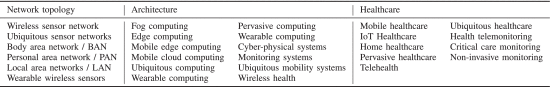 Network topology Architecture Healthcare
Wireless sensor network Fog computing Pervasive computing Mobile healthcare Ubiquitous healthcare
Ubiquitous sensor networks Edge computing Wearable computing IoT Healthcare Health telemonitoring
Body area network / BAN Mobile edge computing Cyber-physical systems Home healthcare Critical care monitoring
Personal area network / PAN Mobile cloud computing Monitoring systems Pervasive healthcare Non-invasive monitoring
Local area networks / LAN Ubiquitous computing Ubiquitous mobility systems Telehealth
Wearable wireless sensors Wearable computing Wireless health